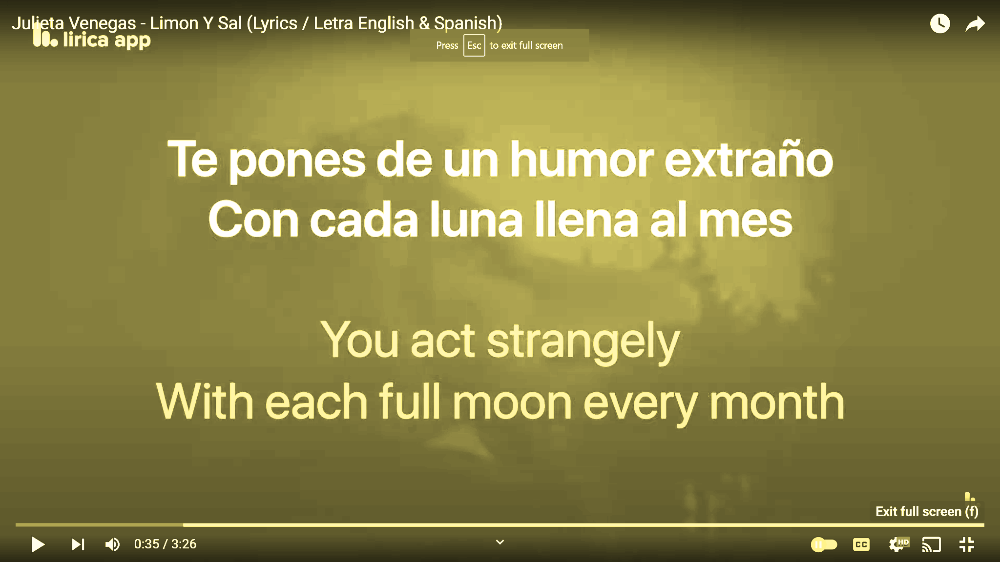 Julieta Venegas - Limon Y Sal (Lyrics / Letra English & Spanish)
lirica app
Press Esc to exit full screen
Te pones de un humor extraño
Con cada luna llena al mes
You act strangely
With each full moon every month
Exit full screen (f)
0:35 / 3:26
CC
HD